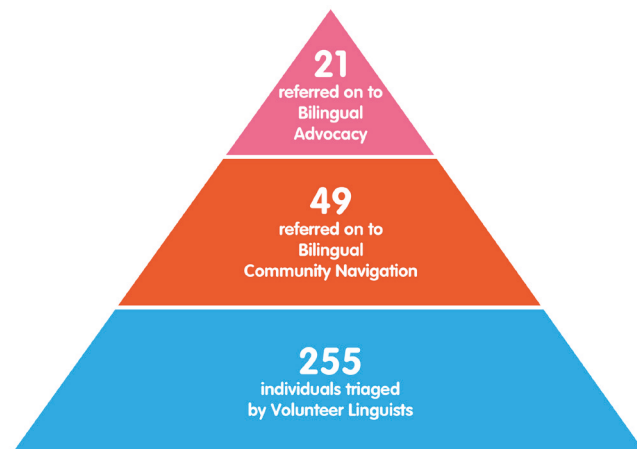 21
referred on to
Bilingual
Advocacy
49
referred on to
Bilingual
Community Navigation
255
individuals triaged
by Volunteer Linguists